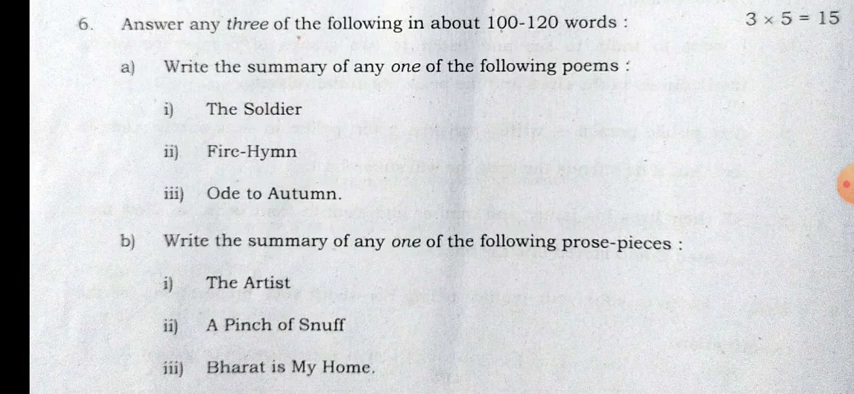 6. Answer any three of the following in about 100-120 words : 3 × 5 = 15
a) Write the summary of any one of the following poems :
i) The Soldier
ii) Fire-Hymn
iii) Ode to Autumn.
b) Write the summary of any one of the following prose-pieces :
i) The Artist
ii) A Pinch of Snuff
iii) Bharat is My Home.